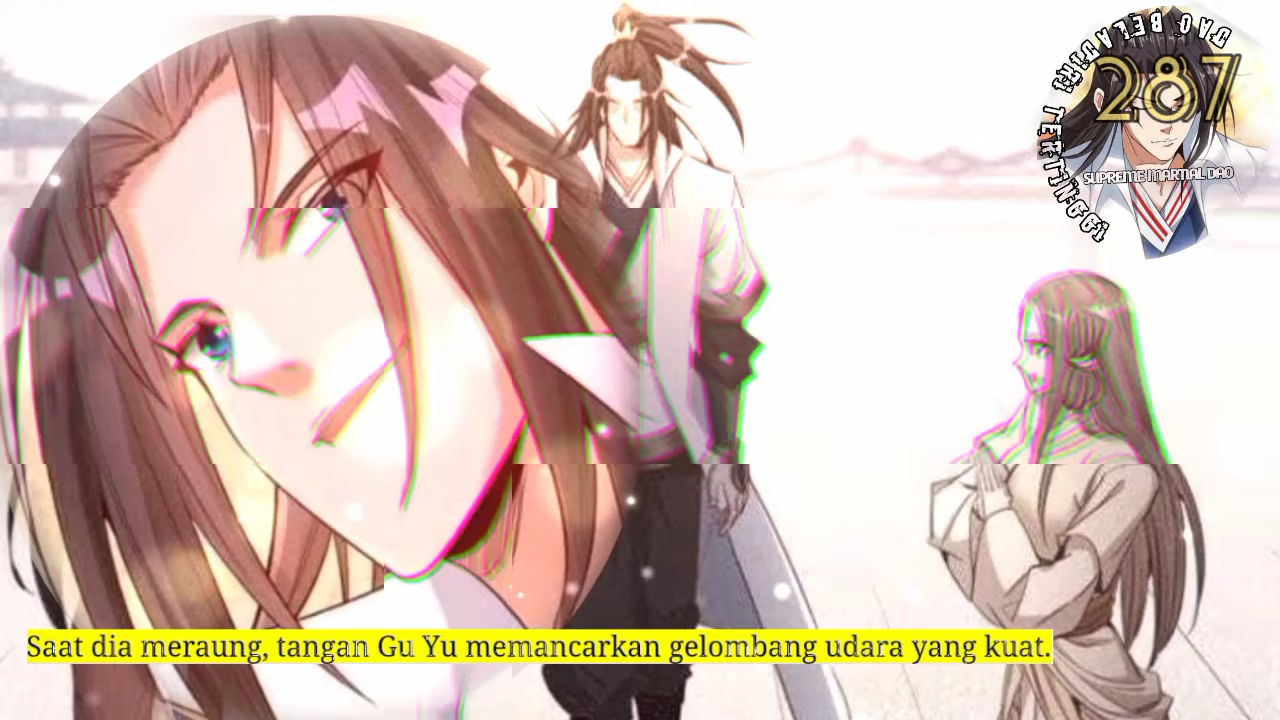 DAO BELADIRI TERTINGGI
287
SUPREME MARTIAL DAO
Saat dia meraung, tangan Gu Yu memancarkan gelombang udara yang kuat.